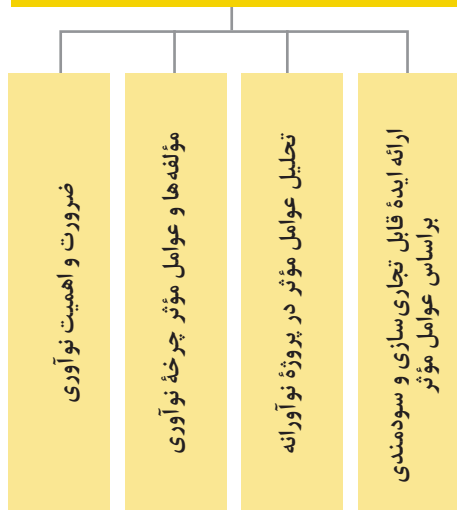 ارائه ایدهٔ قابل تجاری‌سازی و سودمندی
براساس عوامل مؤثر
تحلیل عوامل مؤثر در پروژهٔ نوآورانه
مؤلفه‌ها و عوامل مؤثر چرخهٔ نوآوری
ضرورت و اهمیت نوآوری